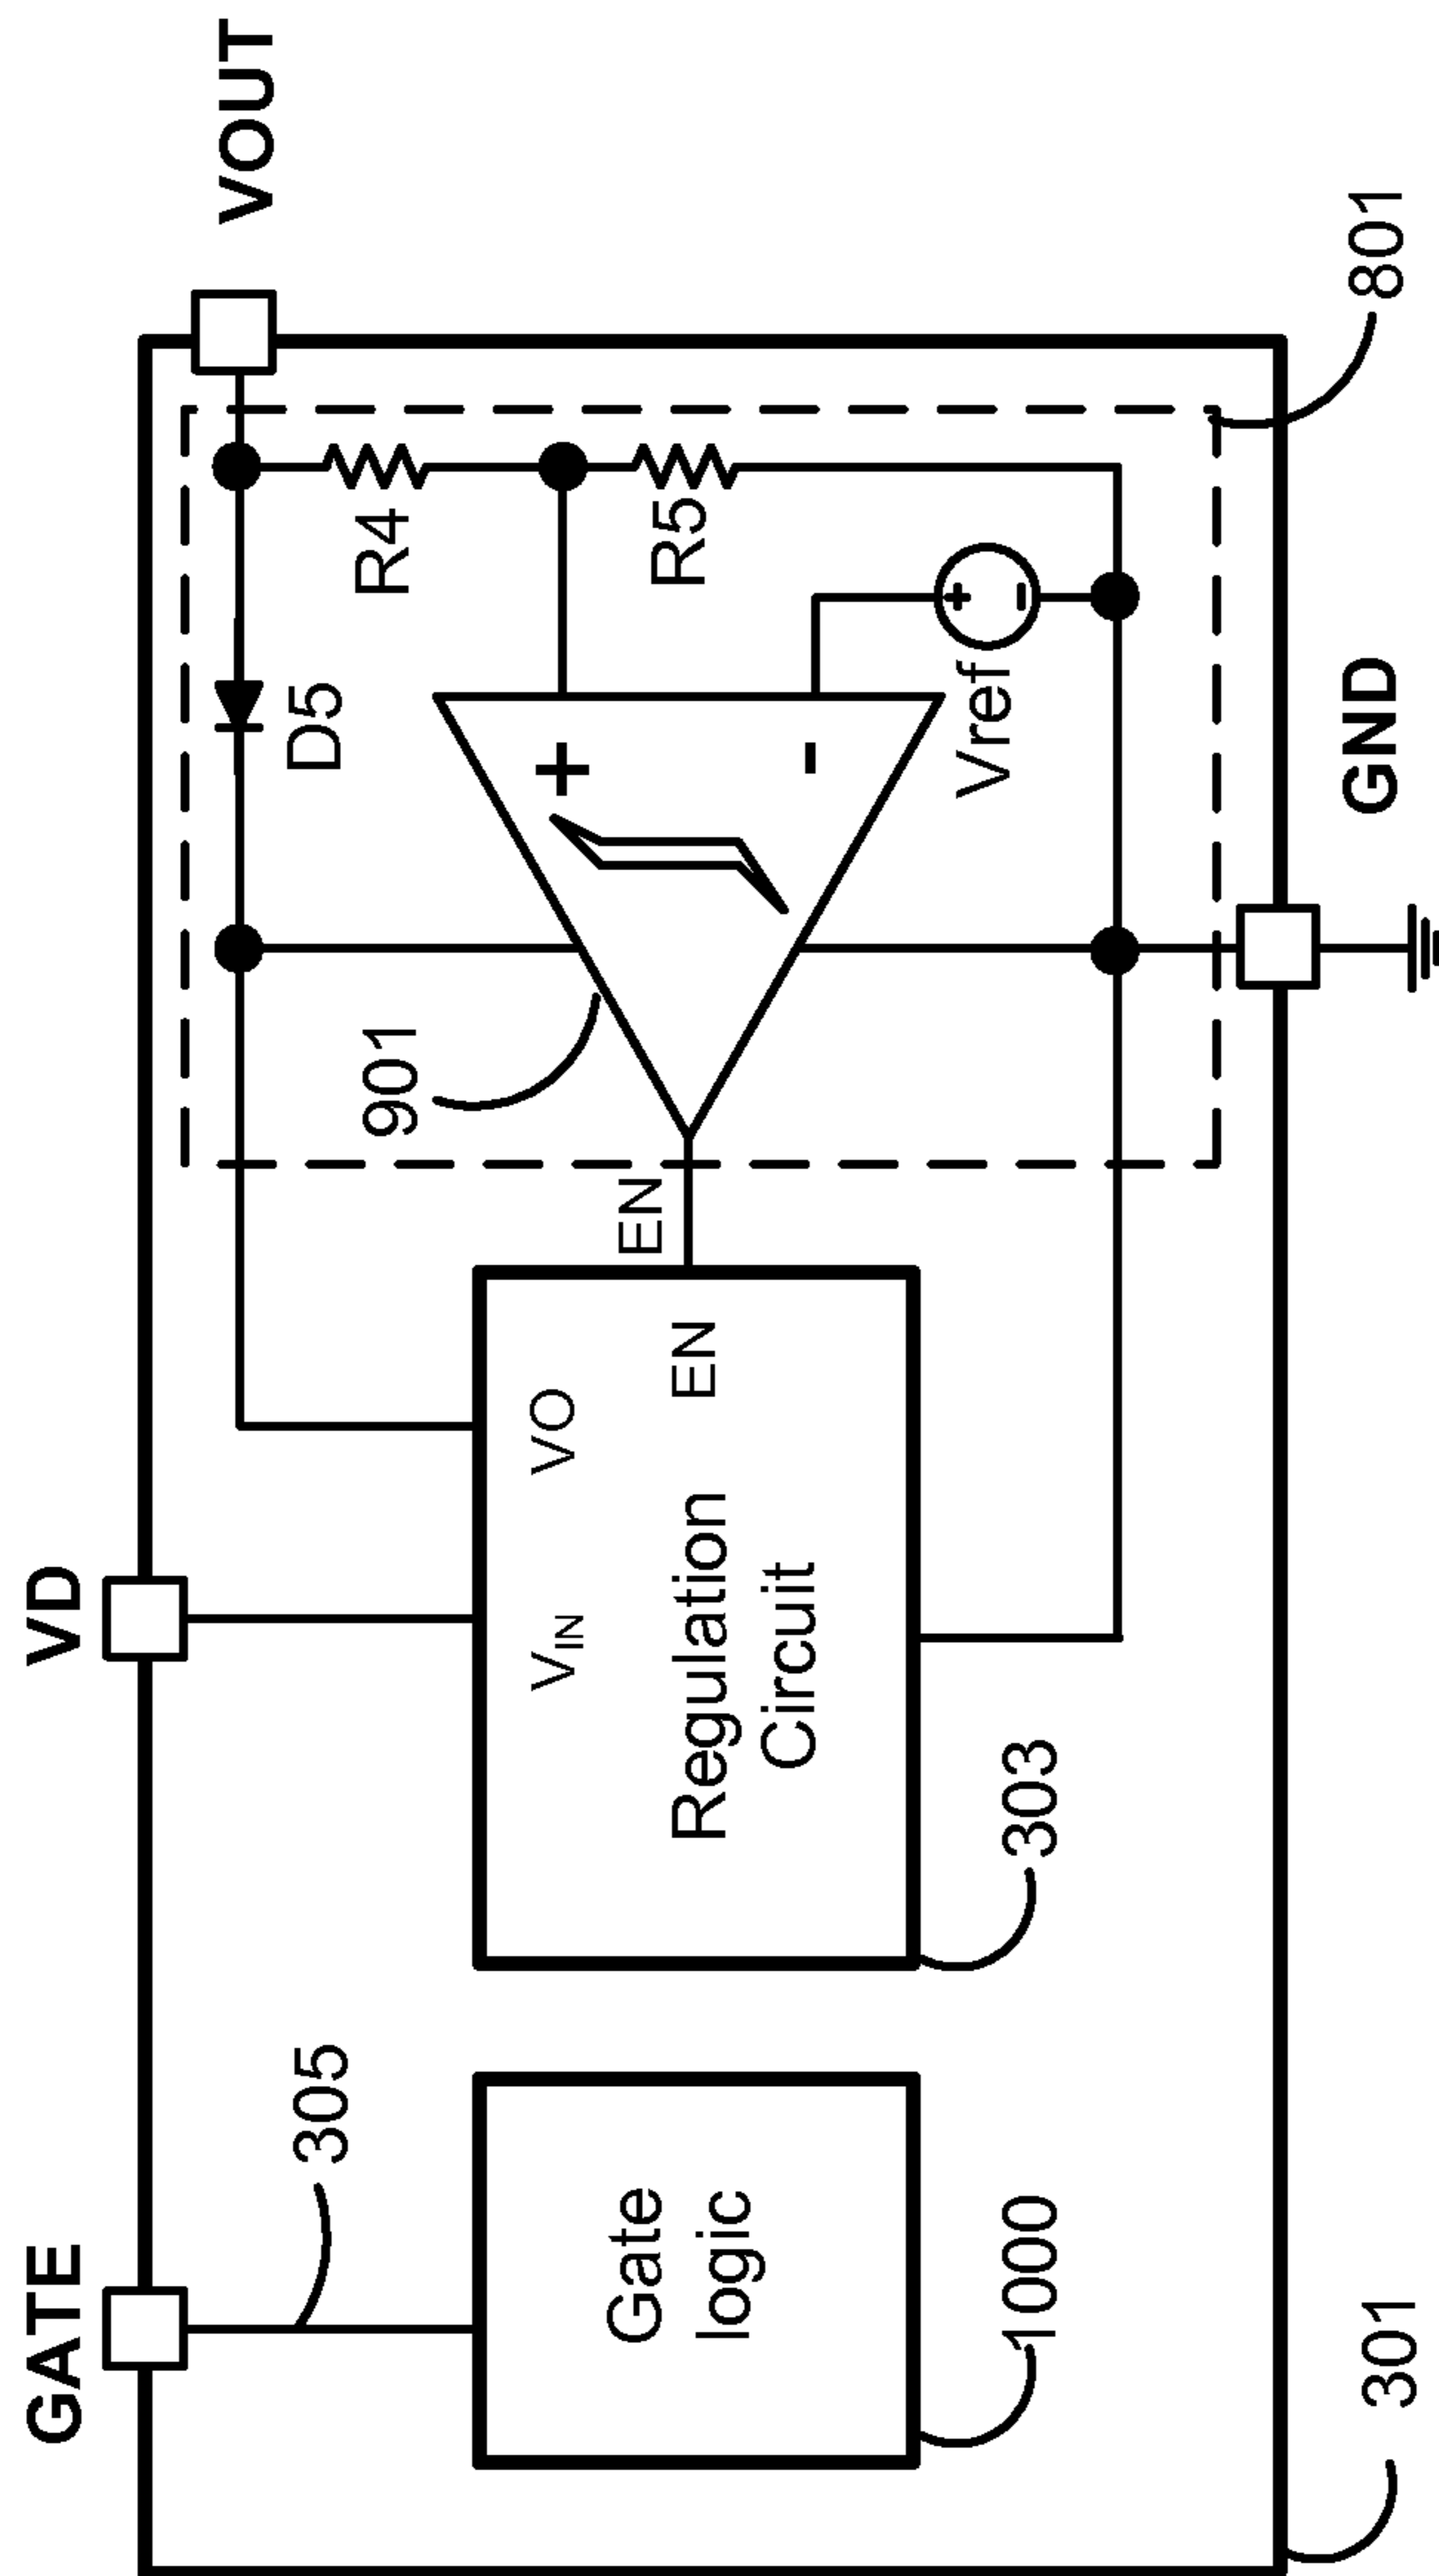 GATE
VD
VOUT
305
901
D5
R4
R5
Vref
+
-
+
-
EN
V_IN
VO
EN
Regulation
Circuit
Gate
logic
303
1000
GND
801
301